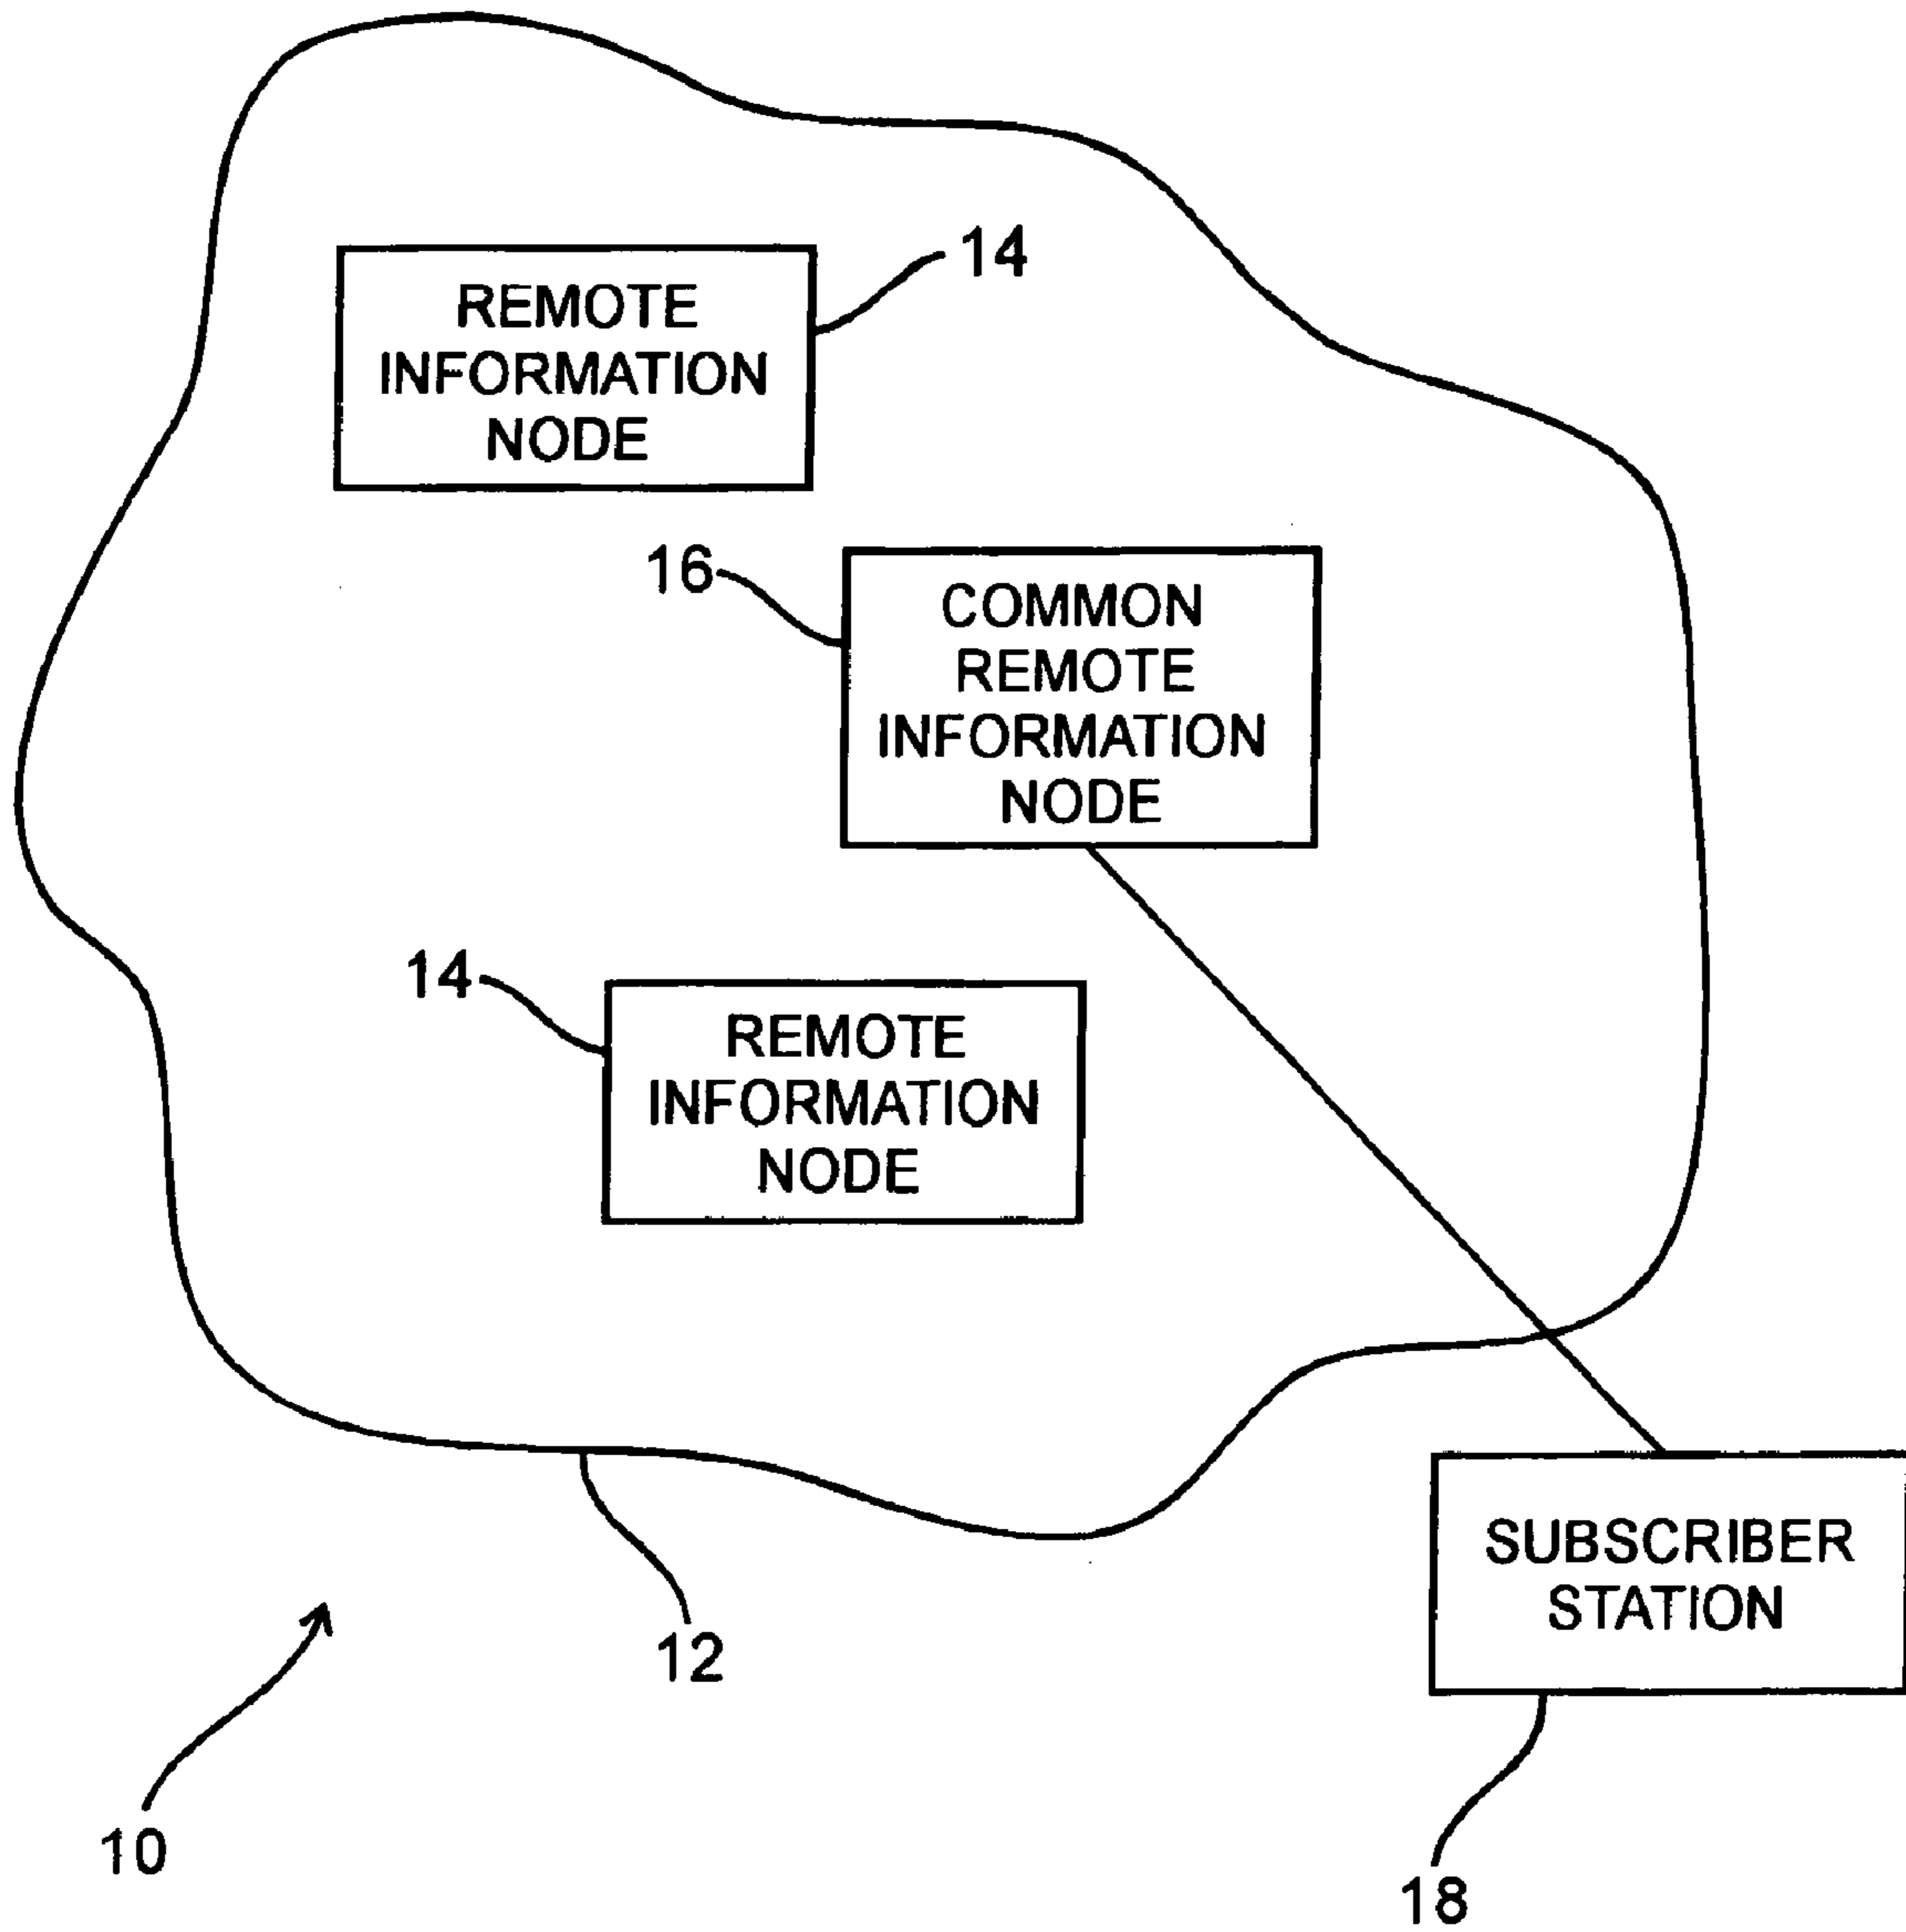 14
REMOTE
INFORMATION
NODE
16
COMMON
REMOTE
INFORMATION
NODE
14
REMOTE
INFORMATION
NODE
SUBSCRIBER
STATION
12
10
18